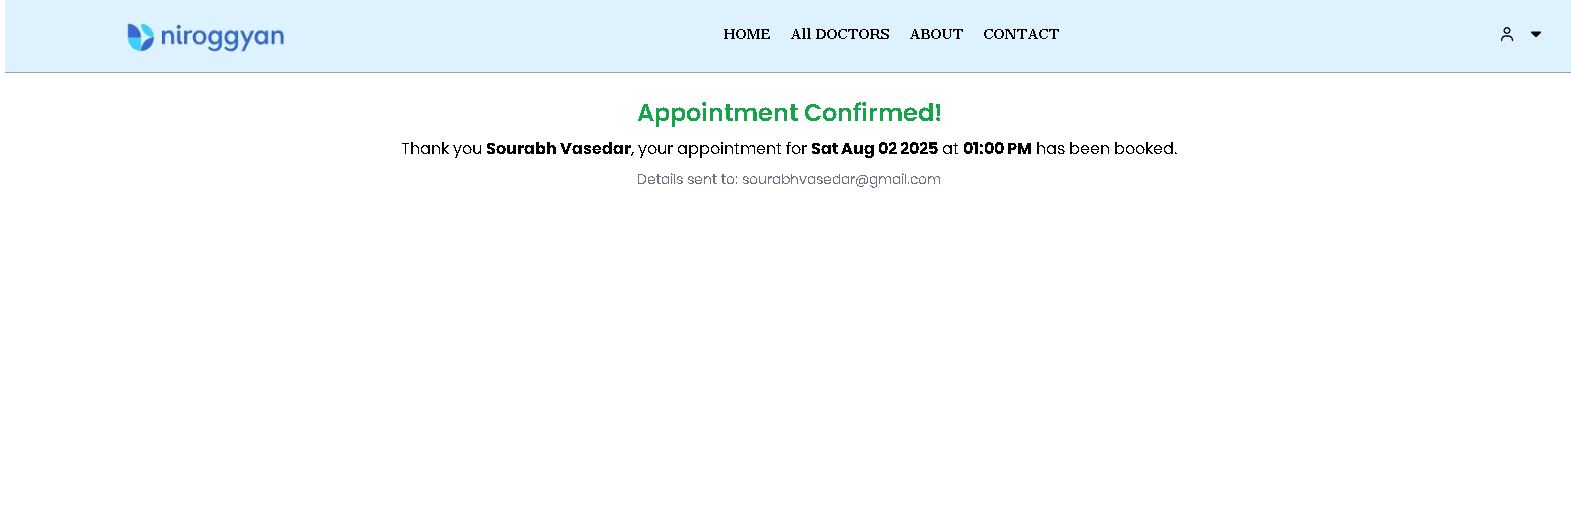 niroggyan
HOME All DOCTORS ABOUT CONTACT
Appointment Confirmed!
Thank you Sourabh Vasedar, your appointment for Sat Aug 02 2025 at 01:00 PM has been booked.
Details sent to: sourabhvasedar@gmail.com